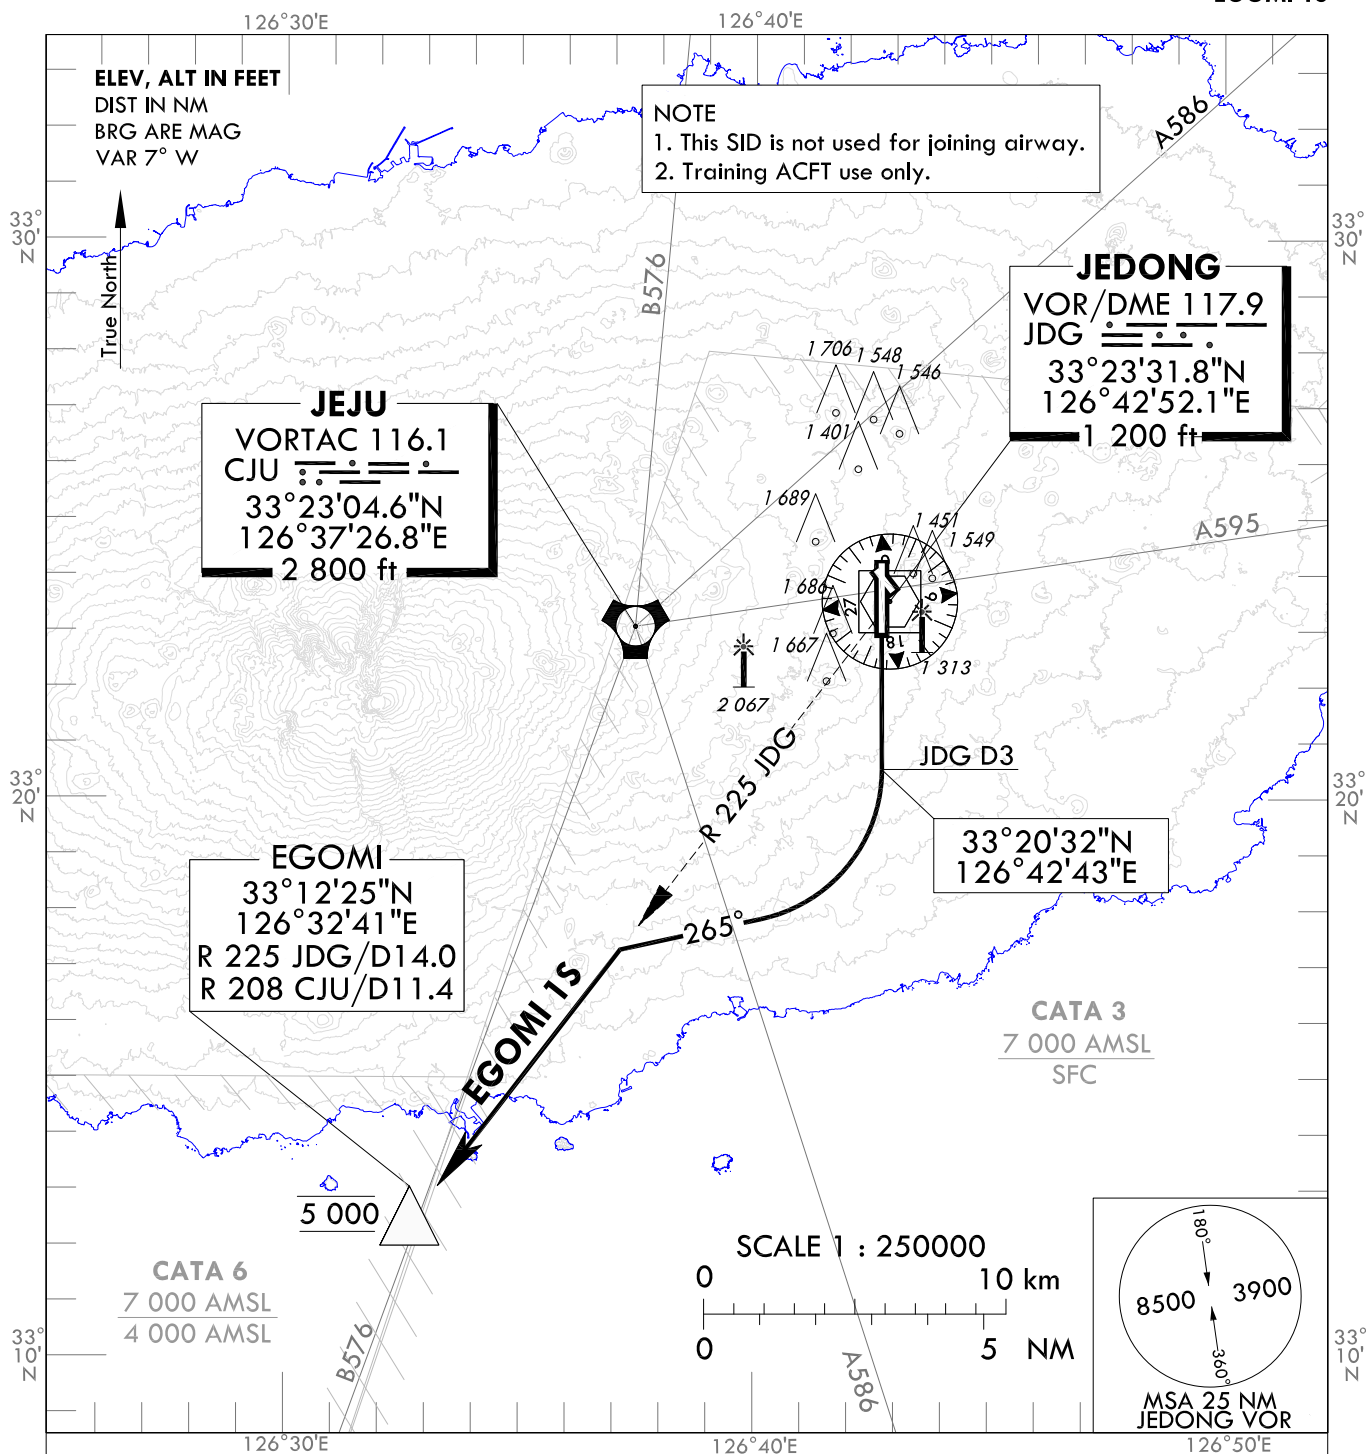 126°30'E
126°40'E
ELEV, ALT IN FEET
DIST IN NM
BRG ARE MAG
VAR 7° W
True North
NOTE
1. This SID is not used for joining airway.
2. Training ACFT use only.
A586
B576
33°
30'
N
33°
30'
N
JEDONG
VOR/DME 117.9
JDG
33°23'31.8"N
126°42'52.1"E
1 200 ft
JEJU
VORTAC 116.1
CJU
33°23'04.6"N
126°37'26.8"E
2 800 ft
1 706
1 548
1 546
1 401
1 689
1 451
1 549
A595
1 686
27
0
9
18
1 667
1 313
2 067
R 225 JDG
JDG D3
33°20'32"N
126°42'43"E
33°
20'
N
33°
20'
N
EGOMI
33°12'25"N
126°32'41"E
R 225 JDG/D14.0
R 208 CJU/D11.4
265°
EGOMI 1S
CATA 3
7 000 AMSL
SFC
5 000
CATA 6
7 000 AMSL
4 000 AMSL
B576
A586
SCALE 1 : 250000
0
10 km
0
5 NM
180°
8500
3900
360°
MSA 25 NM
JEDONG VOR
33°
10'
N
33°
10'
N
126°30'E
126°40'E
126°50'E